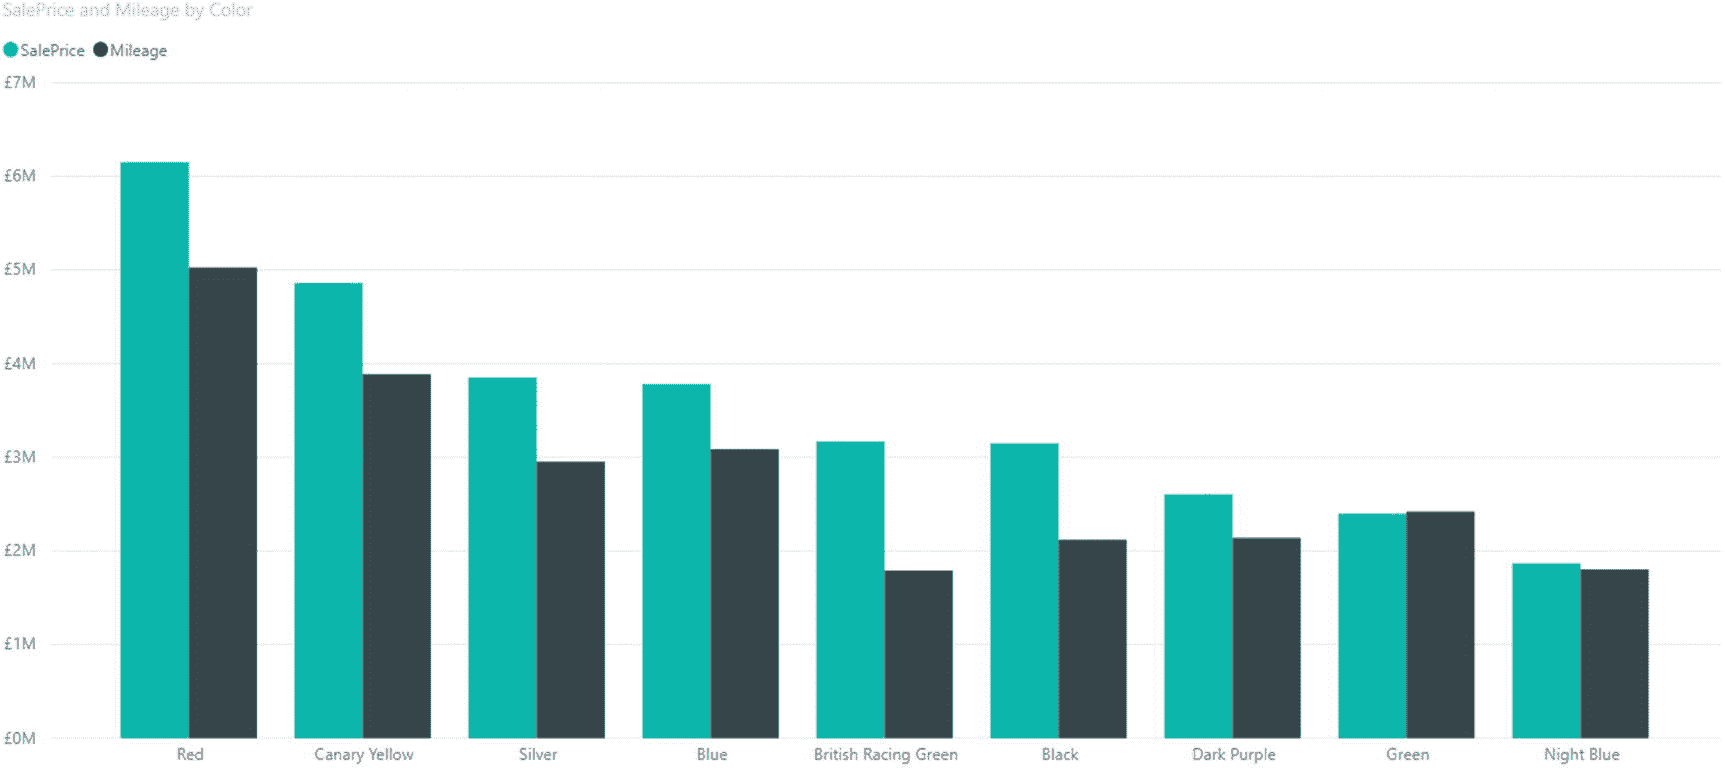 SalePrice and Mileage by Color
SalePrice Mileage
£7M
£6M
£5M
£4M
£3M
£2M
£1M
£0M
Red Canary Yellow Silver Blue British Racing Green Black Dark Purple Green Night Blue